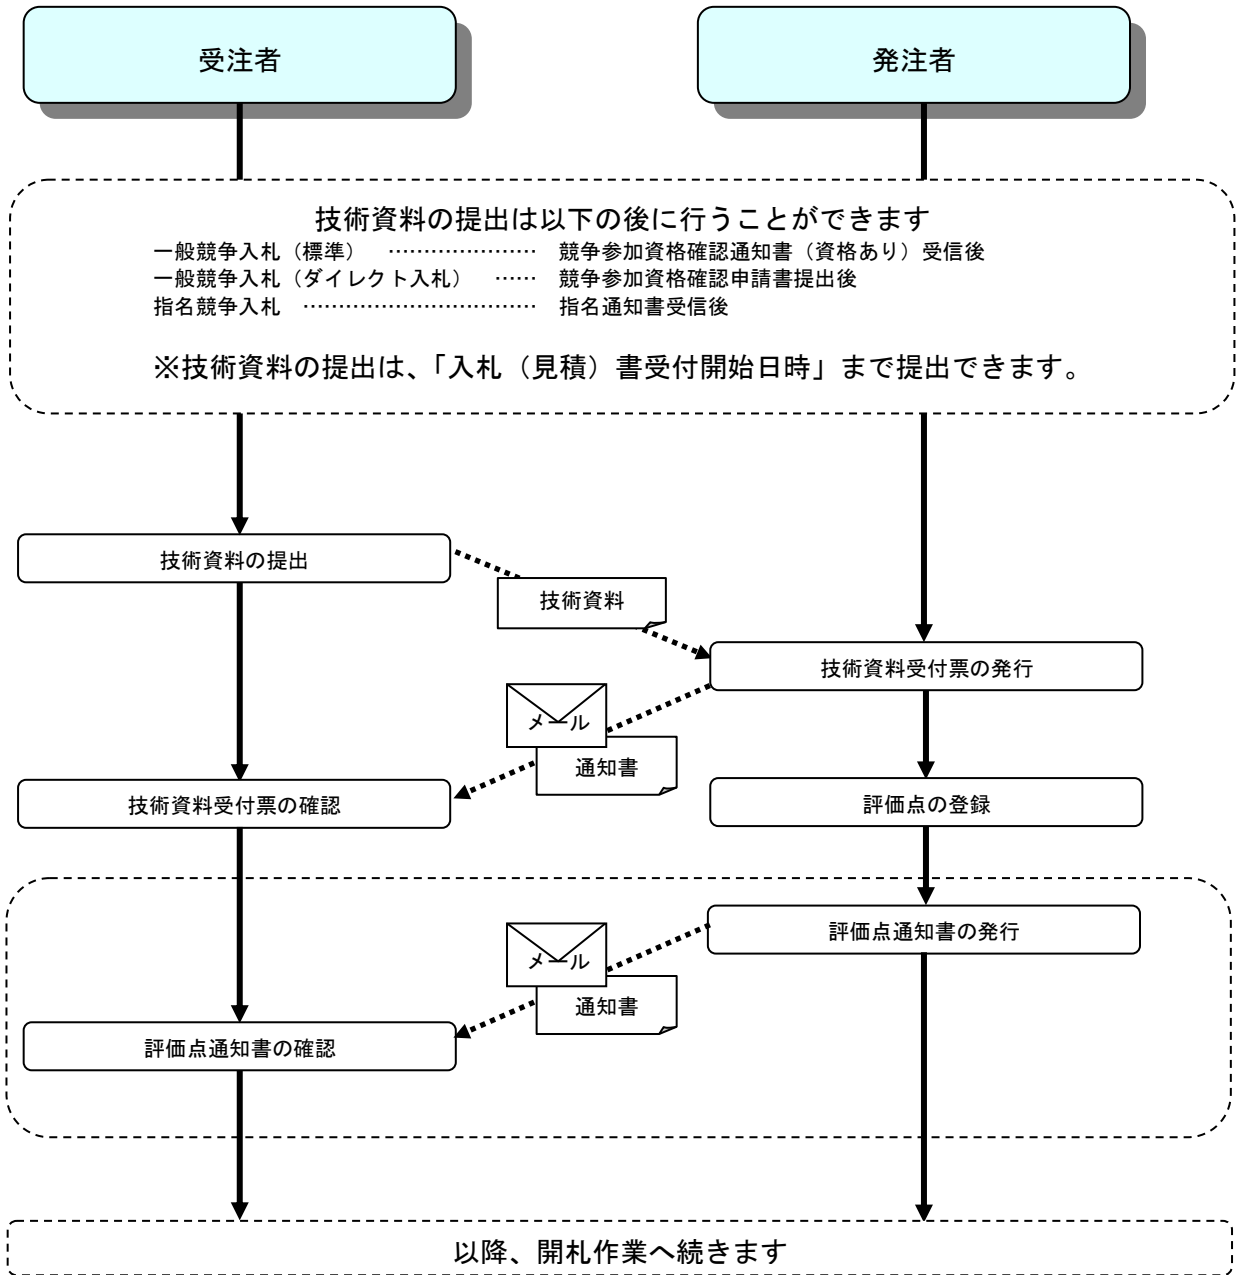 受注者
発注者
技術資料の提出は以下の後に行うことができます
一般競争入札（標準） ………………… 競争参加資格確認通知書（資格あり）受信後
一般競争入札（ダイレクト入札） …… 競争参加資格確認申請書提出後
指名競争入札 …………………………… 指名通知書受信後
※技術資料の提出は、「入札（見積）書受付開始日時」まで提出できます。
技術資料の提出
技術資料
技術資料受付票の発行
メール
通知書
技術資料受付票の確認
評価点の登録
評価点通知書の発行
メール
通知書
評価点通知書の確認
以降、開札作業へ続きます